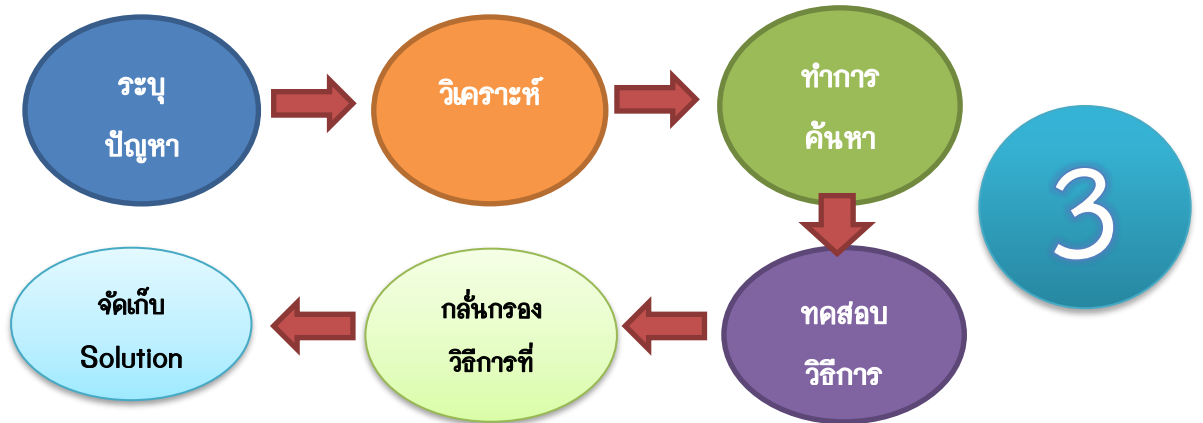 ระบุ
ปัญหา
วิเคราะห์
ทำการ
ค้นหา
3
ทดสอบ
วิธีการ
กลั่นกรอง
วิธีการที่
จัดเก็บ
Solution